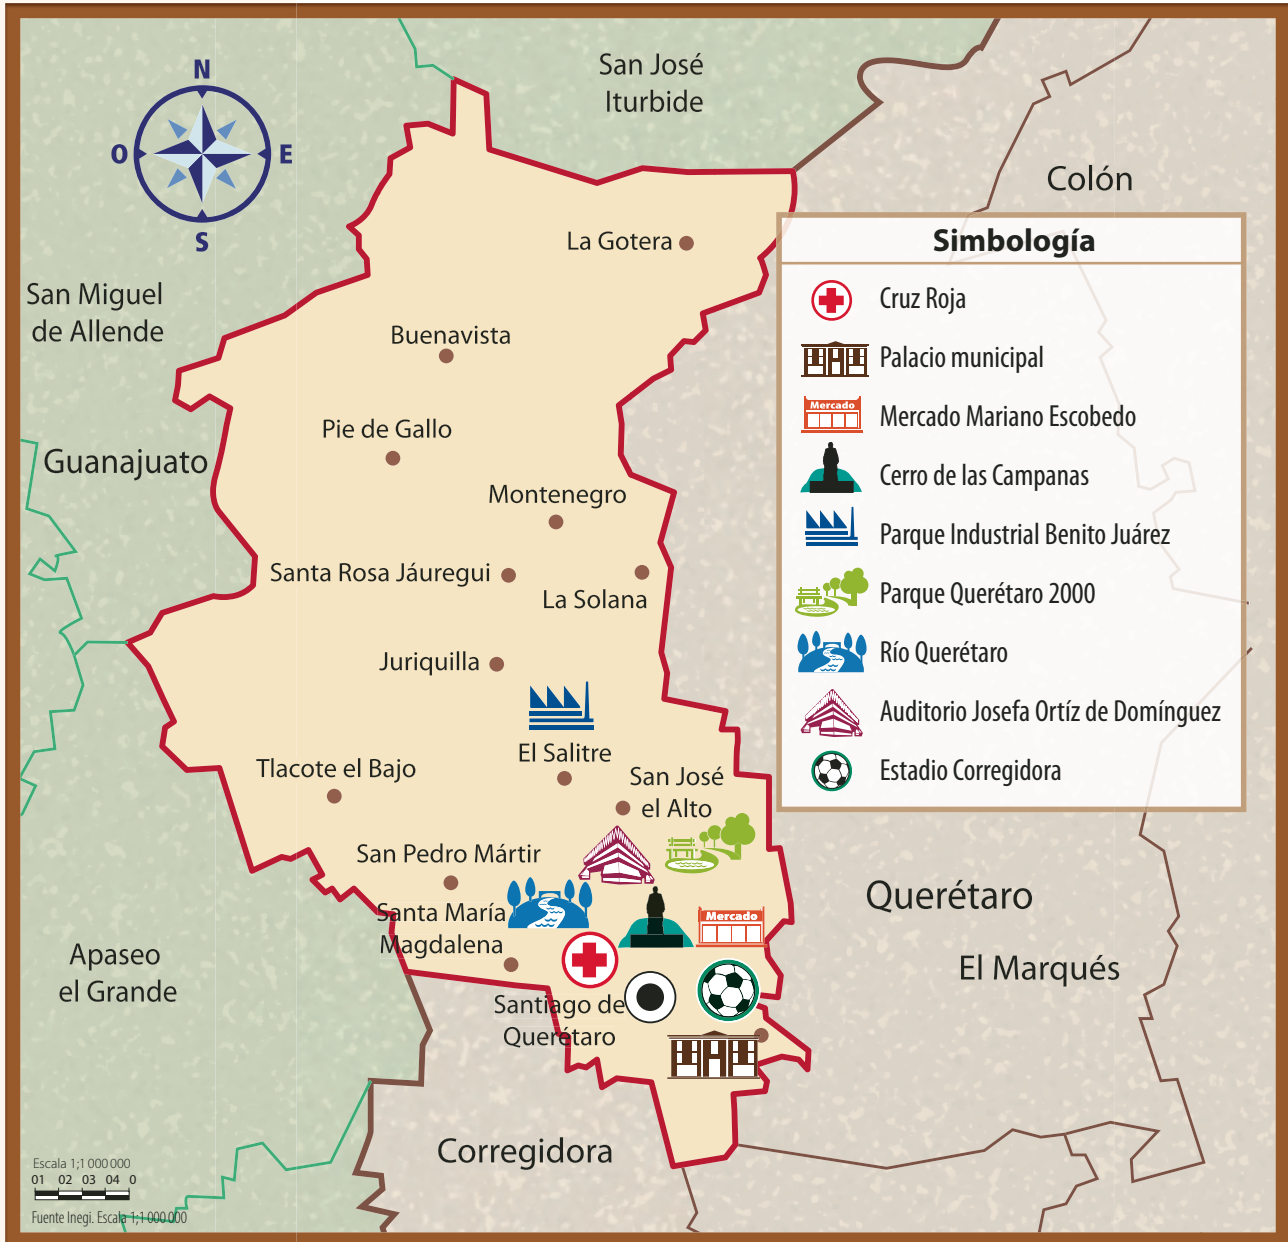 San José
Iturbide
N
O
E
S
Colón
La Gotera
Simbología
Cruz Roja
Palacio municipal
Mercado
Mercado Mariano Escobedo
Cerro de las Campanas
Parque Industrial Benito Juárez
Parque Querétaro 2000
Río Querétaro
Auditorio Josefa Ortíz de Domínguez
Estadio Corregidora
San Miguel
de Allende
Buenavista
Pie de Gallo
Guanajuato
Montenegro
Santa Rosa Jáuregui
La Solana
Juriquilla
El Salitre
Tlacote el Bajo
San José
el Alto
San Pedro Mártir
Santa María
Magdalena
Mercado
Querétaro
El Marqués
Apaseo
el Grande
Santiago de
Querétaro
Corregidora
Escala 1;1 000 000
01 02 03 04 0
Fuente Inegi. Escala 1;1 000 000